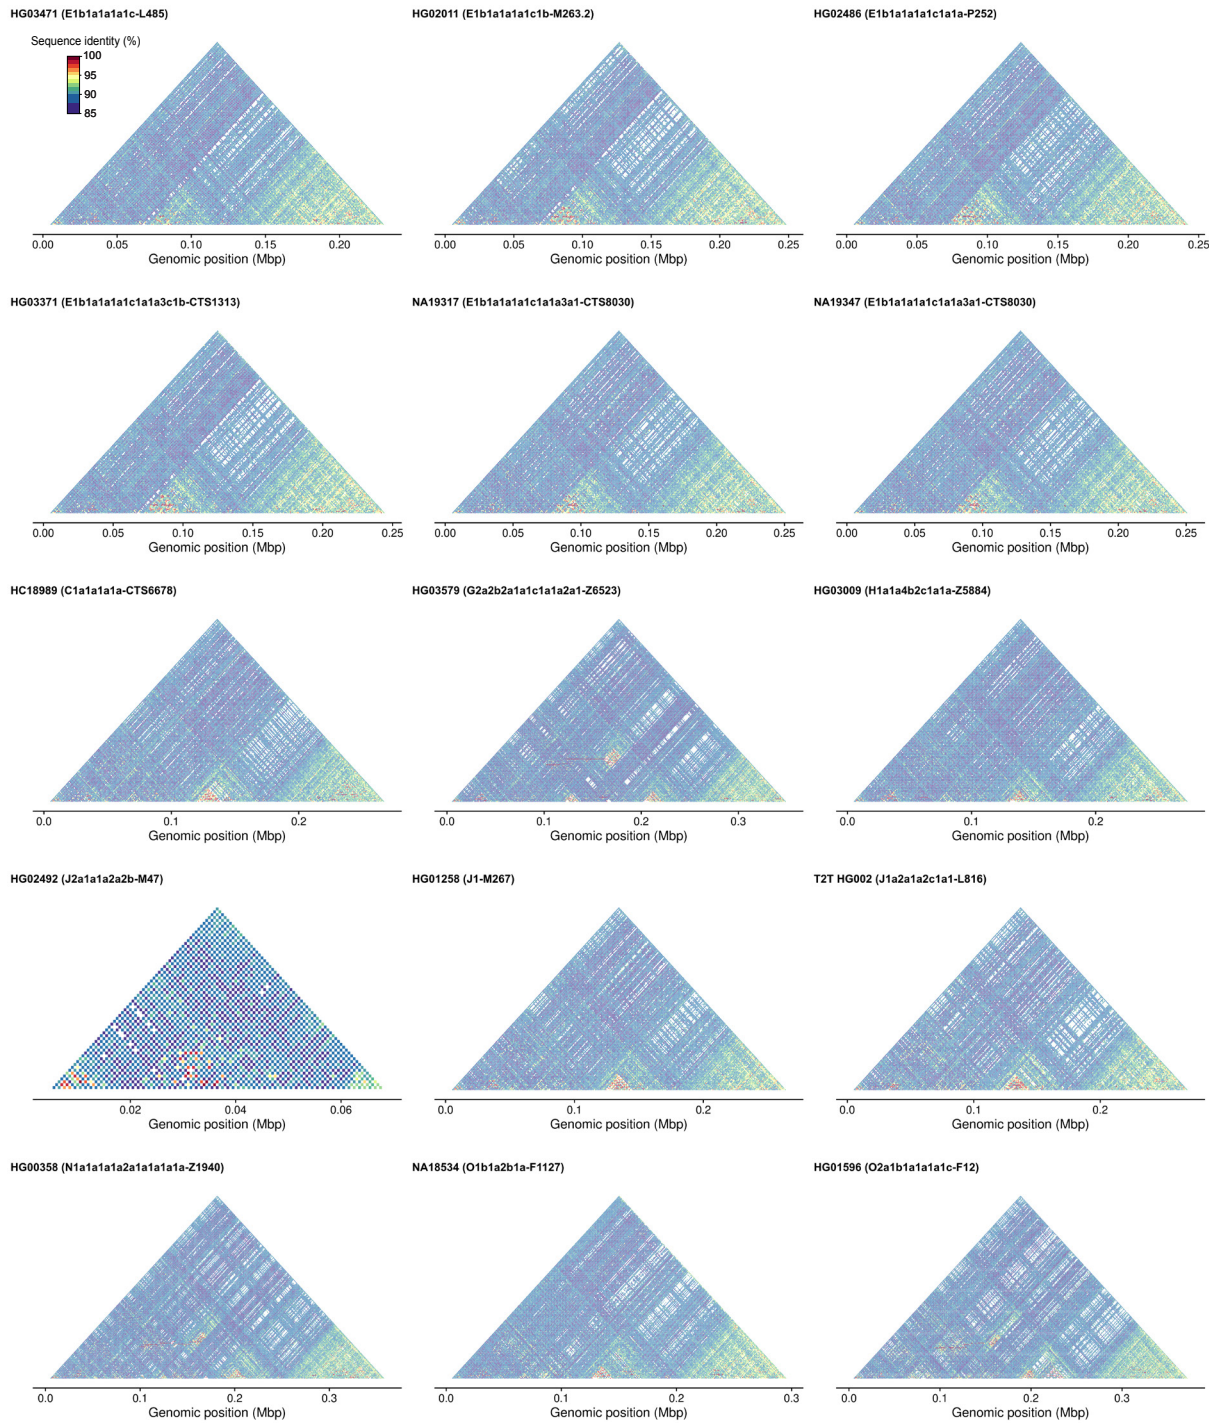 HG03471 (E1b1a1a1a1c-L485)
HG02011 (E1b1a1a1a1c1b-M263.2)
HG02486 (E1b1a1a1a1c1a1a-P252)
Sequence identity (%)
100
95
90
85
0.00 0.05 0.10 0.15 0.20
Genomic position (Mbp)
0.00 0.05 0.10 0.15 0.20 0.25
Genomic position (Mbp)
0.00 0.05 0.10 0.15 0.20 0.25
Genomic position (Mbp)
HG03371 (E1b1a1a1a1c1a1a3c1b-CTS1313)
NA19317 (E1b1a1a1a1c1a1a3a1-CTS8030)
NA19347 (E1b1a1a1a1c1a1a3a1-CTS8030)
0.00 0.05 0.10 0.15 0.20 0.25
Genomic position (Mbp)
0.00 0.05 0.10 0.15 0.20 0.25
Genomic position (Mbp)
0.00 0.05 0.10 0.15 0.20 0.25
Genomic position (Mbp)
HC18989 (C1a1a1a1a-CTS6678)
HG03579 (G2a2b2a1a1c1a1a2a1-Z6523)
HG03009 (H1a1a4b2c1a1a-Z5884)
0.0 0.1 0.2
Genomic position (Mbp)
0.0 0.1 0.2 0.3
Genomic position (Mbp)
0.0 0.1 0.2
Genomic position (Mbp)
HG02492 (J2a1a1a2a2b-M47)
HG01258 (J1-M267)
T2T HG002 (J1a2a1a2c1a1-L816)
0.02 0.04 0.06
Genomic position (Mbp)
0.0 0.1 0.2
Genomic position (Mbp)
0.0 0.1 0.2
Genomic position (Mbp)
HG00358 (N1a1a1a1a2a1a1a1a1a-Z1940)
NA18534 (O1b1a2b1a-F1127)
HG01596 (O2a1b1a1a1a1c-F12)
0.0 0.1 0.2 0.3
Genomic position (Mbp)
0.0 0.1 0.2 0.3
Genomic position (Mbp)
0.0 0.1 0.2 0.3
Genomic position (Mbp)